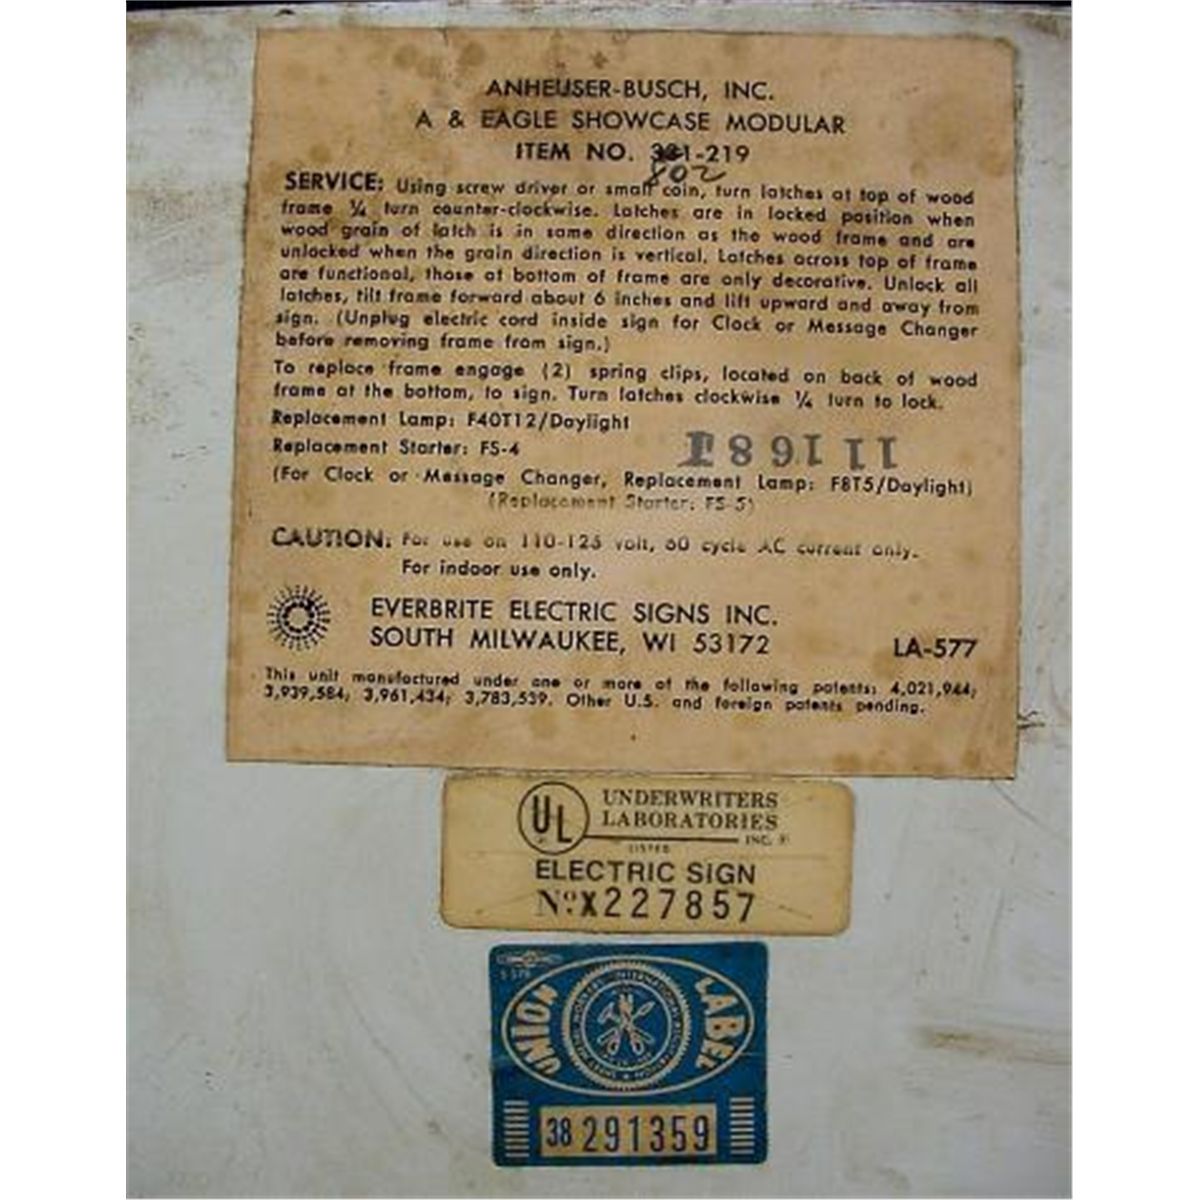 ANHEUSER-BUSCH, INC.
A & EAGLE SHOWCASE MODULAR
ITEM NO. 331-219
802
SERVICE: Using screw driver or small coin, turn latches at top of wood
frame ¼ turn counter-clockwise. Latches are in locked position when
wood grain of latch is in same direction as the wood frame and are
unlocked when the grain direction is vertical. Latches across top of frame
are functional, those at bottom of frame are only decorative. Unlock all
latches, tilt frame forward about 6 inches and lift upward and away from
sign. (Unplug electric cord inside sign for Clock or Message Changer
before removing frame from sign.)
To replace frame engage (2) spring clips, located on back of wood
frame at the bottom, to sign. Turn latches clockwise ¼ turn to lock.
Replacement Lamp: F40T12/Daylight
Replacement Starter: FS-4
(For Clock or Message Changer, Replacement Lamp: F8T5/Daylight)
(Replacement Starter: FS-5)
CAUTION: For use on 110-125 volt, 60 cycle AC current only.
For indoor use only.
EVERBRITE ELECTRIC SIGNS INC.
SOUTH MILWAUKEE, WI 53172
LA-577
This unit manufactured under one or more of the following patents: 4,021,944;
3,939,584; 3,961,434; 3,783,539. Other U.S. and foreign patents pending.
UL
UNDERWRITERS
LABORATORIES
INC. ®
LISTED
ELECTRIC SIGN
No. X227857
UNION LABEL
38 291359